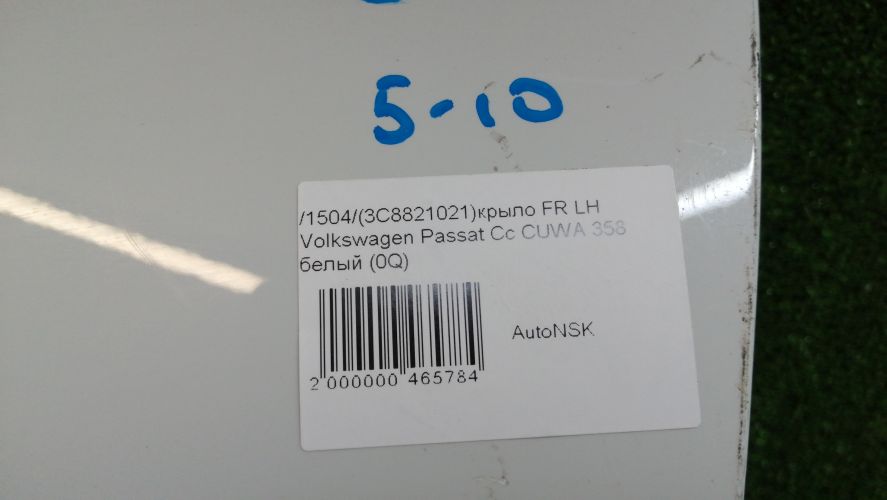 5-10
/1504/(3C8821021)крыло FR LH
Volkswagen Passat Cc CUWA 358
белый (0Q)
AutoNSK
2 000000 465784